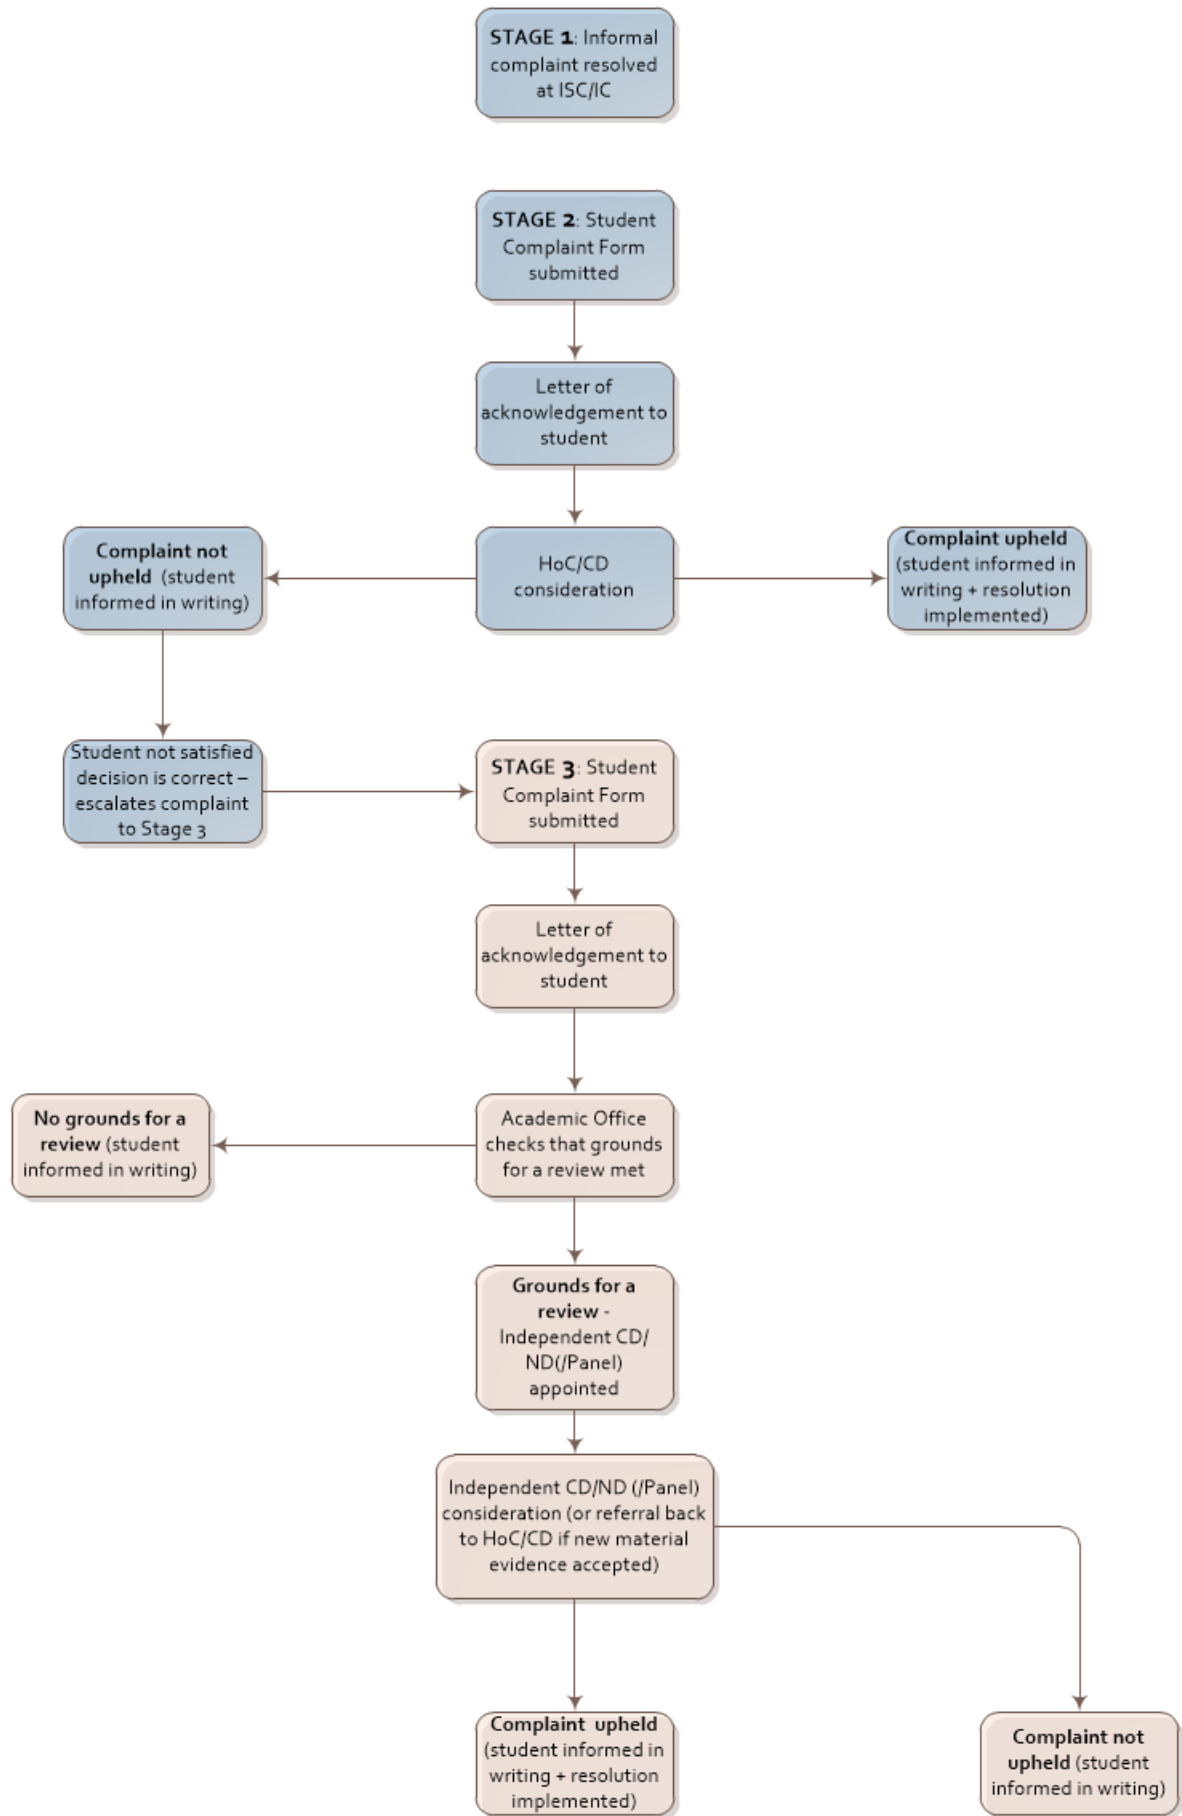 STAGE 1: Informal
complaint resolved
at ISC/IC
STAGE 2: Student
Complaint Form
submitted
Letter of
acknowledgement to
student
Complaint not
upheld (student
informed in writing)
HoC/CD
consideration
Complaint upheld
(student informed in
writing + resolution
implemented)
Student not satisfied
decision is correct –
escalates complaint
to Stage 3
STAGE 3: Student
Complaint Form
submitted
Letter of
acknowledgement to
student
No grounds for a
review (student
informed in writing)
Academic Office
checks that grounds
for a review met
Grounds for a
review -
Independent CD/
ND(/Panel)
appointed
Independent CD/ND (/Panel)
consideration (or referral back
to HoC/CD if new material
evidence accepted)
Complaint upheld
(student informed in
writing + resolution
implemented)
Complaint not
upheld (student
informed in writing)